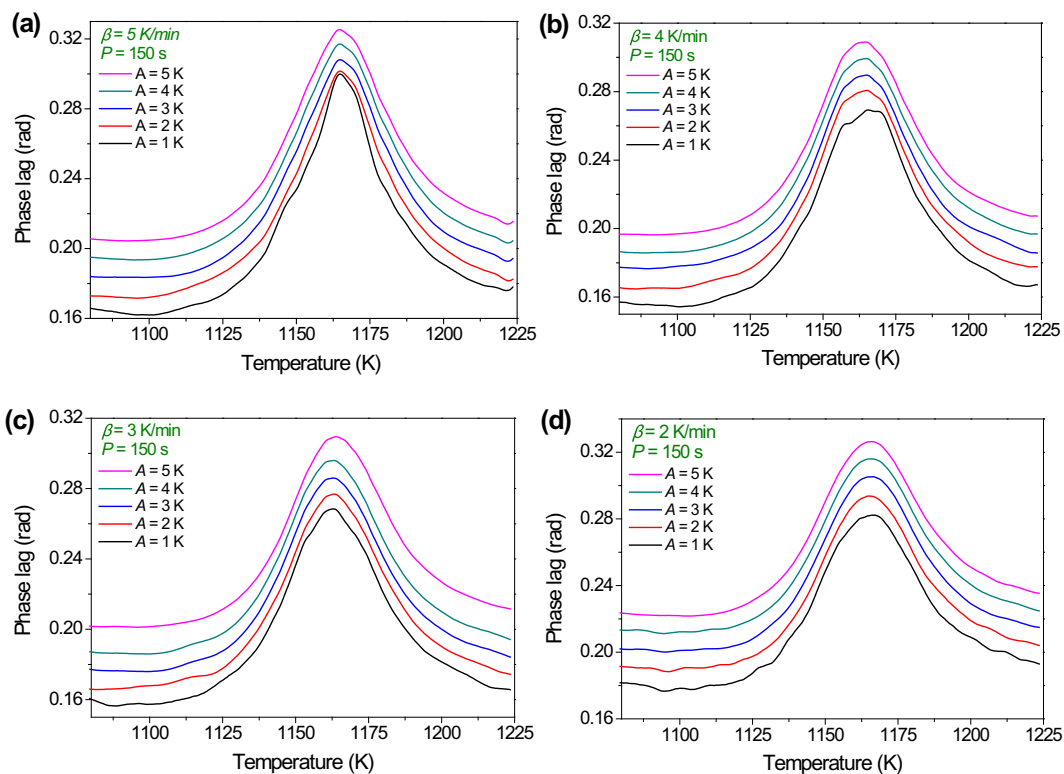 (a)
β= 5 K/min
P = 150 s
A = 5 K
A = 4 K
A = 3 K
A = 2 K
A = 1 K
0.32
0.28
0.24
0.20
0.16
Phase lag (rad)
1100 1125 1150 1175 1200 1225
Temperature (K)
(b)
β= 4 K/min
P = 150 s
A = 5 K
A = 4 K
A = 3 K
A = 2 K
A = 1 K
0.32
0.28
0.24
0.20
0.16
Phase lag (rad)
1100 1125 1150 1175 1200 1225
Temperature (K)
(c)
β= 3 K/min
P = 150 s
A = 5 K
A = 4 K
A = 3 K
A = 2 K
A = 1 K
0.32
0.28
0.24
0.20
0.16
Phase lag (rad)
1100 1125 1150 1175 1200 1225
Temperature (K)
(d)
β= 2 K/min
P = 150 s
A = 5 K
A = 4 K
A = 3 K
A = 2 K
A = 1 K
0.32
0.28
0.24
0.20
0.16
Phase lag (rad)
1100 1125 1150 1175 1200 1225
Temperature (K)